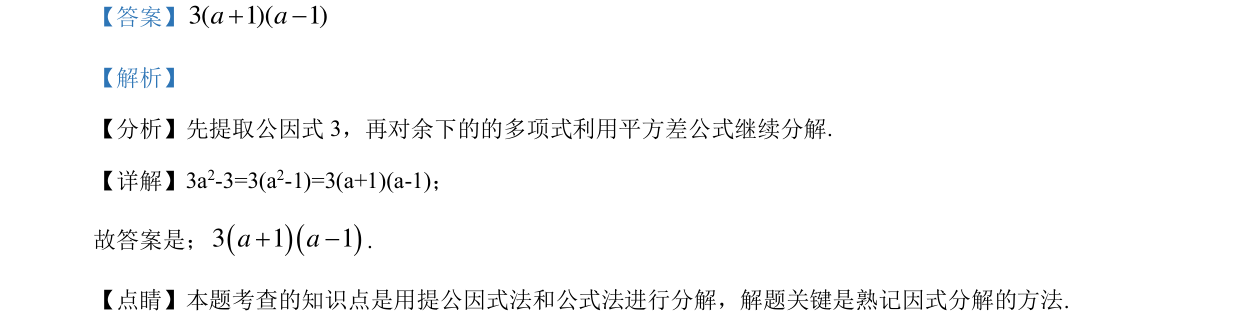 【答案】3(a+1)(a−1)
【解析】
【分析】先提取公因式 3，再对余下的的多项式利用平方差公式继续分解.
【详解】3a²-3=3(a²-1)=3(a+1)(a-1)；
故答案是；3(a+1)(a−1).
【点睛】本题考查的知识点是用提公因式法和公式法进行分解，解题关键是熟记因式分解的方法.